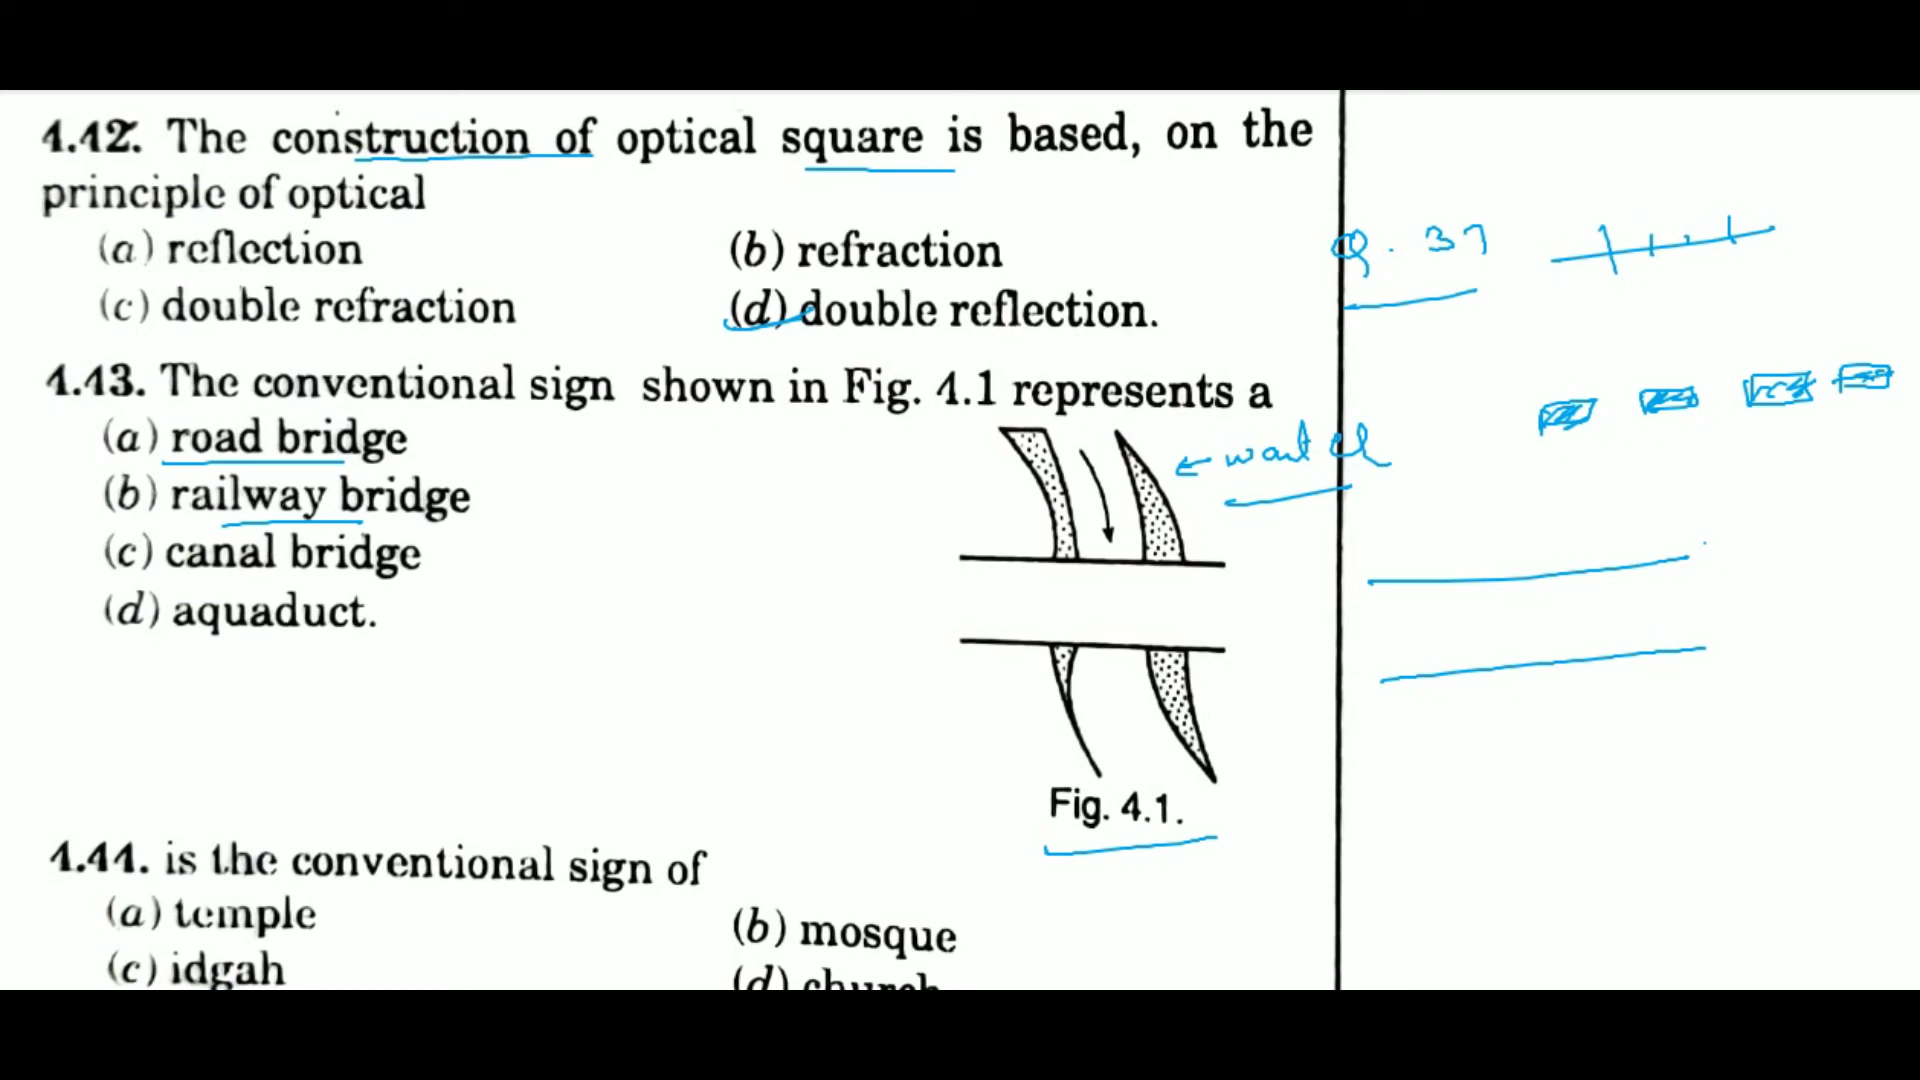 4.42. The construction of optical square is based, on the
principle of optical
(a) reflection
(b) refraction
(c) double refraction
(d) double reflection.
Q. 37
4.43. The conventional sign shown in Fig. 4.1 represents a
(a) road bridge
(b) railway bridge
(c) canal bridge
(d) aquaduct.
Fig. 4.1.
4.44. is the conventional sign of
(a) temple
(b) mosque
(c) idgah
(d) church